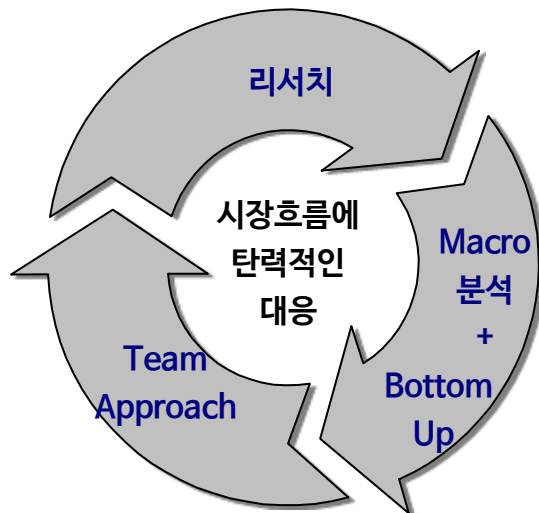 리서치
시장흐름에
탄력적인
대응
Macro
분석
+
Bottom
Up
Team
Approach